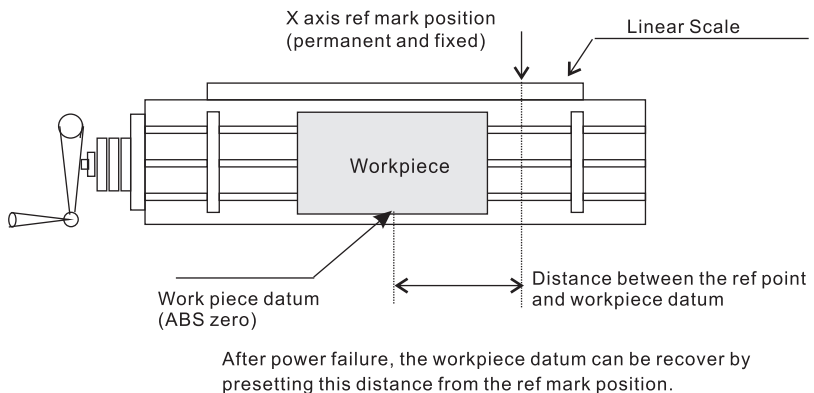 X axis ref mark position
(permanent and fixed)
Linear Scale
Workpiece
Work piece datum
(ABS zero)
Distance between the ref point
and workpiece datum
After power failure, the workpiece datum can be recover by
presetting this distance from the ref mark position.